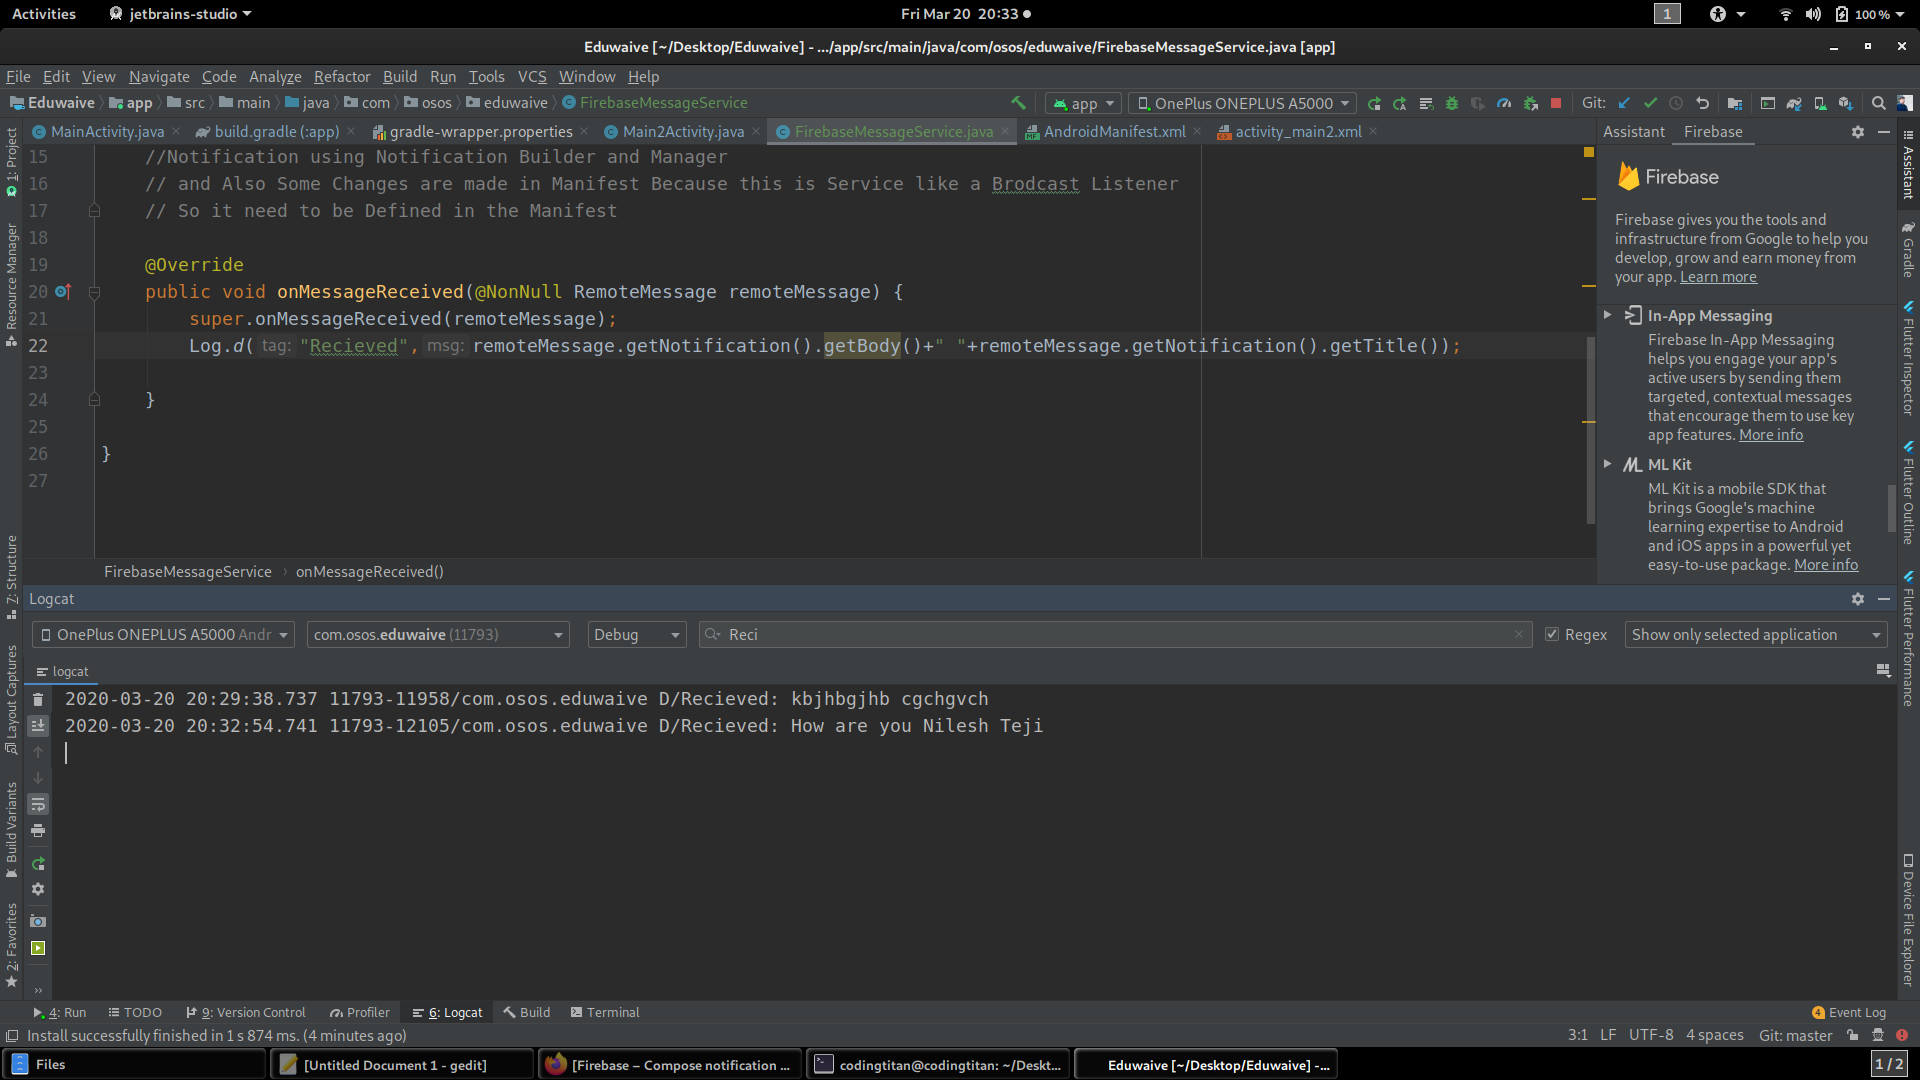 Activities jetbrains-studio Fri Mar 20 20:33 1 100 %
Eduwaive [~/Desktop/Eduwaive] - .../app/src/main/java/com/osos/eduwaive/FirebaseMessageService.java [app]
File Edit View Navigate Code Analyze Refactor Build Run Tools VCS Window Help
Eduwaive app src main java com osos eduwaive FirebaseMessageService app OnePlus ONEPLUS A5000 Git:
MainActivity.java build.gradle (:app) gradle-wrapper.properties Main2Activity.java FirebaseMessageService.java AndroidManifest.xml activity_main2.xml
15 //Notification using Notification Builder and Manager
16 // and Also Some Changes are made in Manifest Because this is Service like a Brodcast Listener
17 // So it need to be Defined in the Manifest
18
19 @Override
20 public void onMessageReceived(@NonNull RemoteMessage remoteMessage) {
21 super.onMessageReceived(remoteMessage);
22 Log.d( tag: "Recieved", msg: remoteMessage.getNotification().getBody()+" "+remoteMessage.getNotification().getTitle());
23
24 }
25
26 }
27
FirebaseMessageService › onMessageReceived()
Assistant Firebase
Firebase
Firebase gives you the tools and
infrastructure from Google to help you
develop, grow and earn money from
your app. Learn more
In-App Messaging
Firebase In-App Messaging
helps you engage your app's
active users by sending them
targeted, contextual messages
that encourage them to use key
app features. More info
ML Kit
ML Kit is a mobile SDK that
brings Google's machine
learning expertise to Android
and iOS apps in a powerful yet
easy-to-use package. More info
1: Project
Resource Manager
7: Structure
Layout Captures
Build Variants
2: Favorites
Assistant
Gradle
Flutter Inspector
Flutter Outline
Flutter Performance
Device File Explorer
Logcat
OnePlus ONEPLUS A5000 Andr com.osos.eduwaive (11793) Debug Reci Regex Show only selected application
logcat
2020-03-20 20:29:38.737 11793-11958/com.osos.eduwaive D/Recieved: kbjhbgjhb cgchgvch
2020-03-20 20:32:54.741 11793-12105/com.osos.eduwaive D/Recieved: How are you Nilesh Teji
4: Run TODO 9: Version Control Profiler 6: Logcat Build Terminal 4 Event Log
Install successfully finished in 1 s 874 ms. (4 minutes ago) 3:1 LF UTF-8 4 spaces Git: master
Files [Untitled Document 1 - gedit] [Firebase – Compose notification ... codingtitan@codingtitan: ~/Deskt... Eduwaive [~/Desktop/Eduwaive] -... 1 / 2